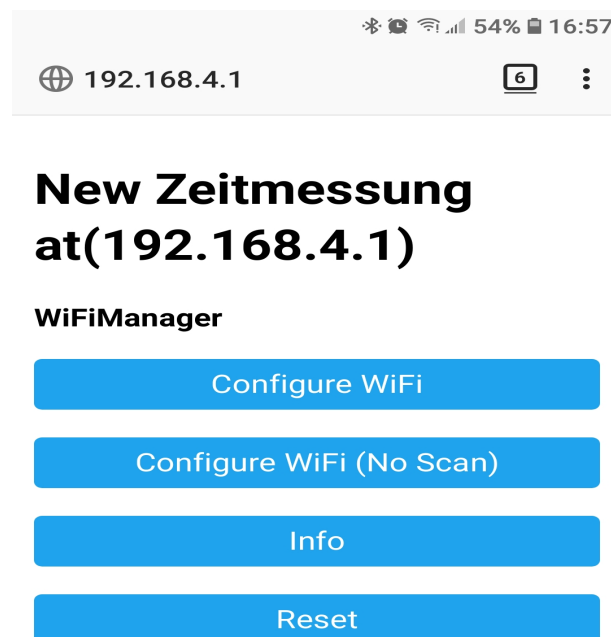 54% 16:57
192.168.4.1
6
New Zeitmessung
at(192.168.4.1)
WiFiManager
Configure WiFi
Configure WiFi (No Scan)
Info
Reset